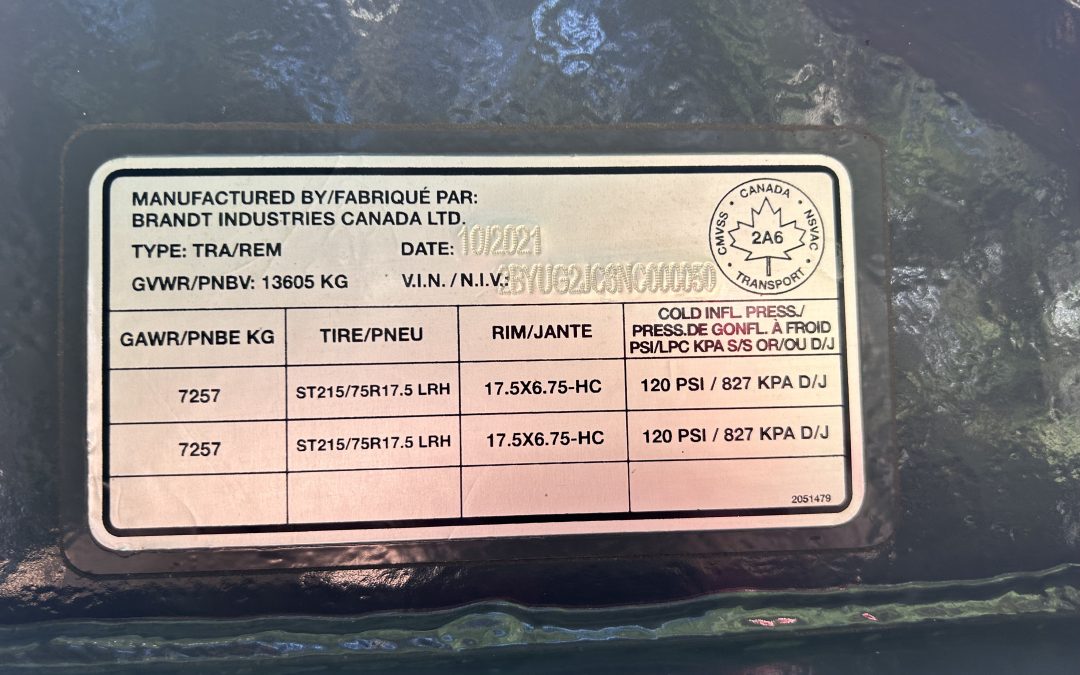 MANUFACTURED BY/FABRIQUÉ PAR:
BRANDT INDUSTRIES CANADA LTD.
TYPE: TRA/REM DATE: 10/2021
GVWR/PNBV: 13605 KG V.I.N. / N.I.V.:
CANADA
CMVSS NSVAC
2A6
TRANSPORT
GAWR/PNBE KG TIRE/PNEU RIM/JANTE COLD INFL. PRESS./
PRESS.DE GONFL. À FROID
PSI/LPC KPA S/S OR/OU D/J
7257 ST215/75R17.5 LRH 17.5X6.75-HC 120 PSI / 827 KPA D/J
7257 ST215/75R17.5 LRH 17.5X6.75-HC 120 PSI / 827 KPA D/J
2051479